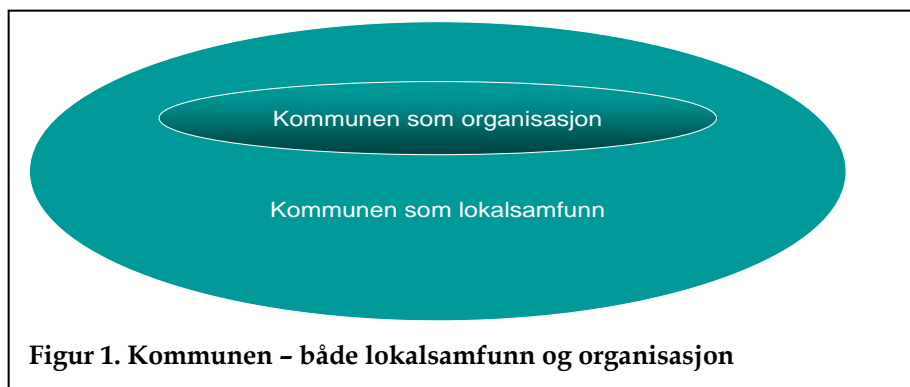 Kommunen som organisasjon
Kommunen som lokalsamfunn
Figur 1. Kommunen – både lokalsamfunn og organisasjon